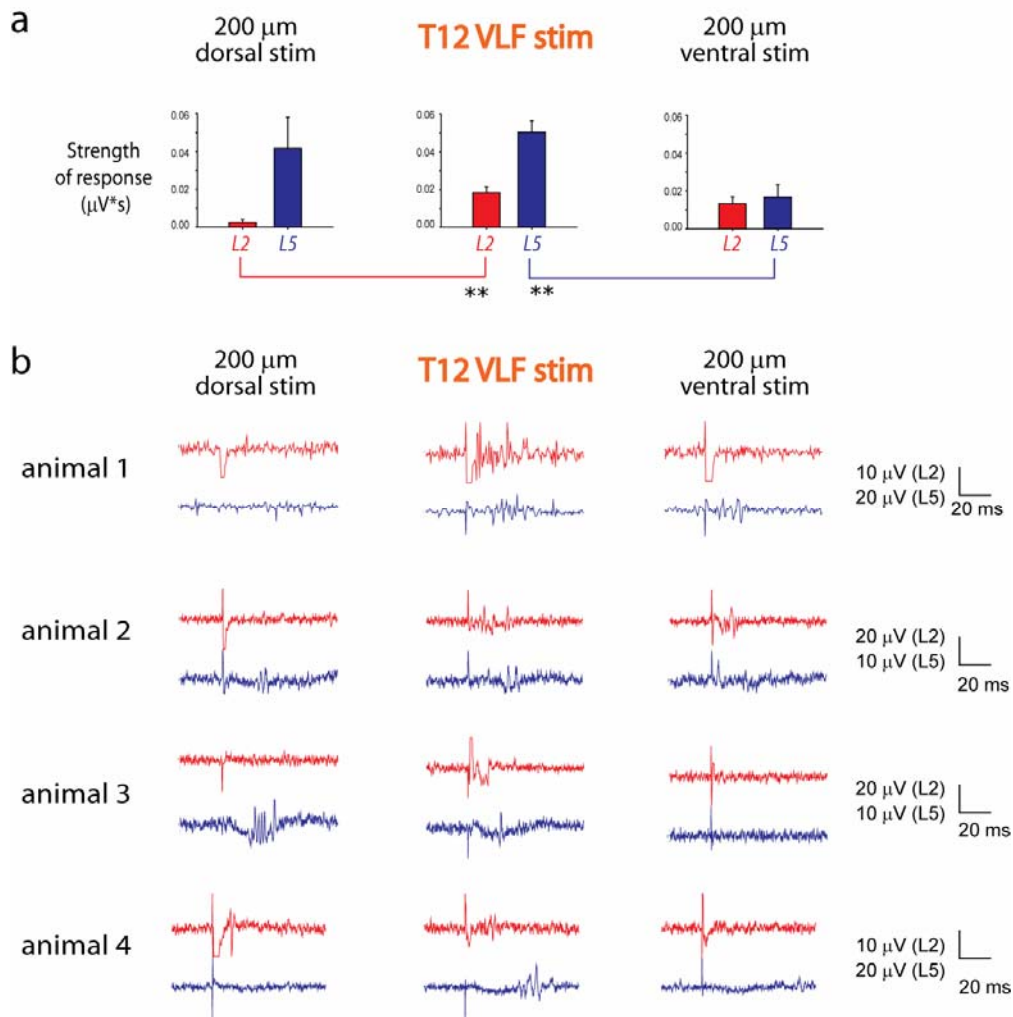 a
200 μm
dorsal stim
T12 VLF stim
200 μm
ventral stim
Strength
of response
(μV*s)
0.06
0.04
0.02
0.00
L2
L5
0.06
0.04
0.02
0.00
L2
L5
0.06
0.04
0.02
0.00
L2
L5
**
**
b
200 μm
dorsal stim
T12 VLF stim
200 μm
ventral stim
animal 1
10 μV (L2)
20 μV (L5)
20 ms
animal 2
20 μV (L2)
10 μV (L5)
20 ms
animal 3
20 μV (L2)
10 μV (L5)
20 ms
animal 4
10 μV (L2)
20 μV (L5)
20 ms